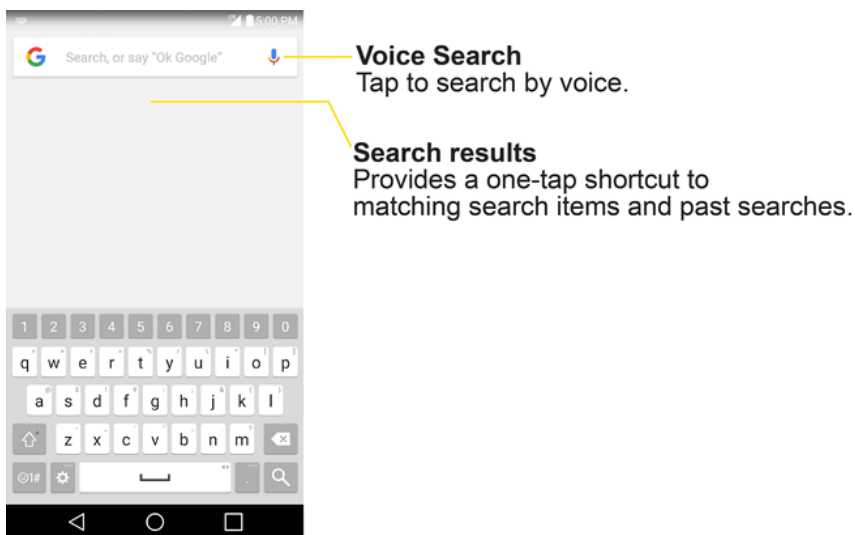 5:00 PM
G Search, or say "Ok Google"
Voice Search
Tap to search by voice.
Search results
Provides a one-tap shortcut to
matching search items and past searches.
1 2 3 4 5 6 7 8 9 0
q w e r t y u i o p
a s d f g h j k l
z x c v b n m
1# .